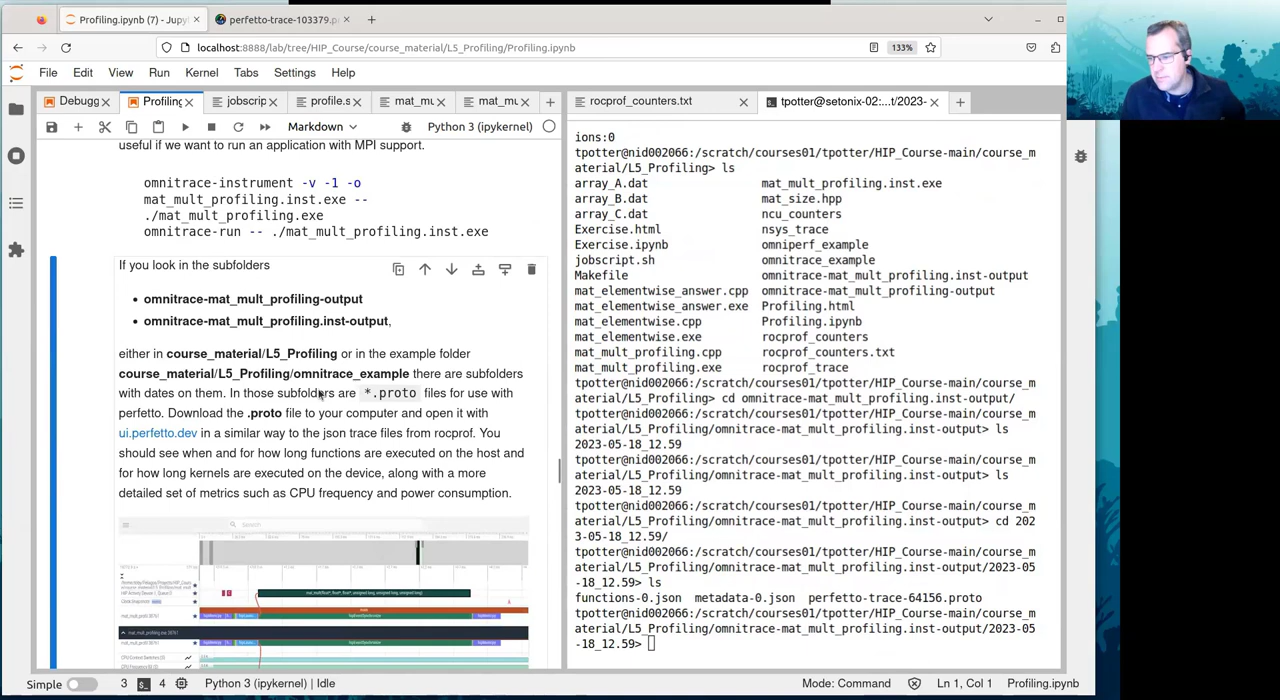 Profiling.ipynb (7) - Jupyt
perfetto-trace-103379.p
localhost:8888/lab/tree/HIP_Course/course_material/L5_Profiling/Profiling.ipynb
133%
File Edit View Run Kernel Tabs Settings Help
Debugg
Profiling
jobscrip
profile.s
mat_mu
mat_mu
rocprof_counters.txt
tpotter@setonix-02:...t/2023-
Markdown
Python 3 (ipykernel)
useful if we want to run an application with MPI support.
omnitrace-instrument -v -1 -o
mat_mult_profiling.inst.exe --
./mat_mult_profiling.exe
omnitrace-run -- ./mat_mult_profiling.inst.exe
If you look in the subfolders
• omnitrace-mat_mult_profiling-output
• omnitrace-mat_mult_profiling.inst-output,
either in course_material/L5_Profiling or in the example folder
course_material/L5_Profiling/omnitrace_example there are subfolders
with dates on them. In those subfolders are *.proto files for use with
perfetto. Download the .proto file to your computer and open it with
ui.perfetto.dev in a similar way to the json trace files from rocprof. You
should see when and for how long functions are executed on the host and
for how long kernels are executed on the device, along with a more
detailed set of metrics such as CPU frequency and power consumption.
Search
ions:0
tpotter@nid002066:/scratch/courses01/tpotter/HIP_Course-main/course_m
aterial/L5_Profiling> ls
array_A.dat mat_mult_profiling.inst.exe
array_B.dat mat_size.hpp
array_C.dat ncu_counters
Exercise.html nsys_trace
Exercise.ipynb omniperf_example
jobscript.sh omnitrace_example
Makefile omnitrace-mat_mult_profiling.inst-output
mat_elementwise_answer.cpp omnitrace-mat_mult_profiling-output
mat_elementwise_answer.exe Profiling.html
mat_elementwise.cpp Profiling.ipynb
mat_elementwise.exe rocprof_counters
mat_mult_profiling.cpp rocprof_counters.txt
mat_mult_profiling.exe rocprof_trace
tpotter@nid002066:/scratch/courses01/tpotter/HIP_Course-main/course_m
aterial/L5_Profiling> cd omnitrace-mat_mult_profiling.inst-output/
tpotter@nid002066:/scratch/courses01/tpotter/HIP_Course-main/course_m
aterial/L5_Profiling/omnitrace-mat_mult_profiling.inst-output> ls
2023-05-18_12.59
tpotter@nid002066:/scratch/courses01/tpotter/HIP_Course-main/course_m
aterial/L5_Profiling/omnitrace-mat_mult_profiling.inst-output> ls
2023-05-18_12.59
tpotter@nid002066:/scratch/courses01/tpotter/HIP_Course-main/course_m
aterial/L5_Profiling/omnitrace-mat_mult_profiling.inst-output> cd 202
3-05-18_12.59/
tpotter@nid002066:/scratch/courses01/tpotter/HIP_Course-main/course_m
aterial/L5_Profiling/omnitrace-mat_mult_profiling.inst-output/2023-05
-18_12.59> ls
functions-0.json metadata-0.json perfetto-trace-64156.proto
tpotter@nid002066:/scratch/courses01/tpotter/HIP_Course-main/course_m
aterial/L5_Profiling/omnitrace-mat_mult_profiling.inst-output/2023-05
-18_12.59>
Simple
3
4
Python 3 (ipykernel) | Idle
Mode: Command
Ln 1, Col 1
Profiling.ipynb